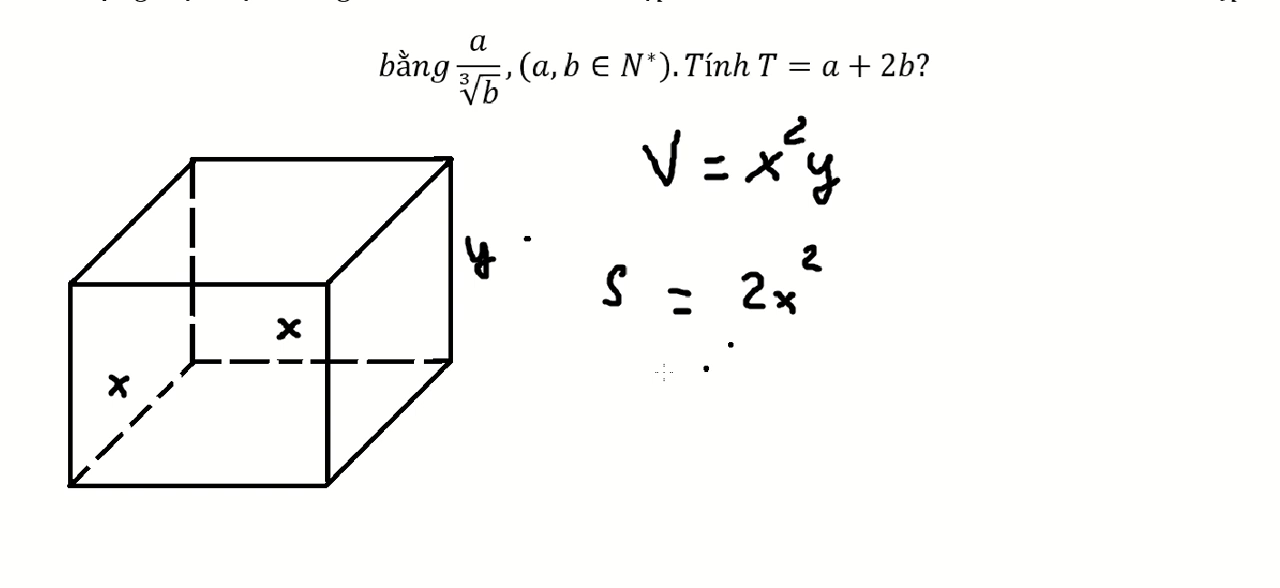 bằng a/∛b, (a, b ∈ N*). Tính T = a + 2b?
V = x²y
y
S = 2x²
x
x